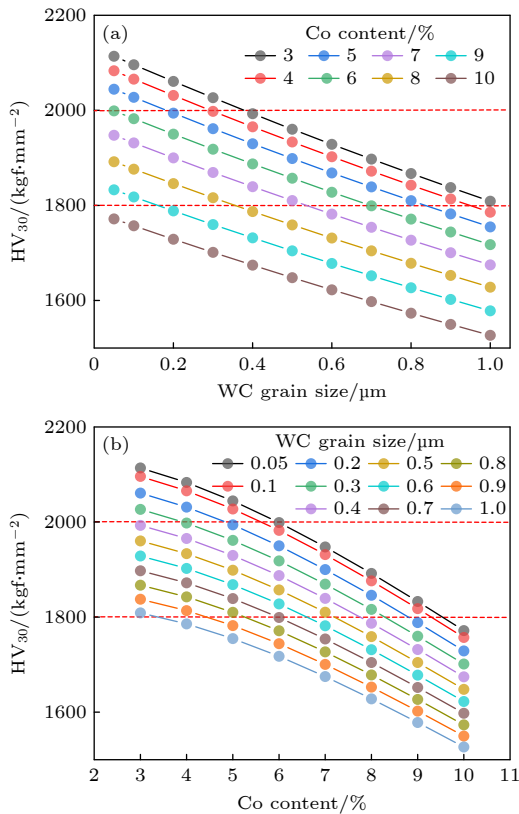 (a)
Co content/%
3 5 7 9
4 6 8 10
2200
2000
1800
1600
HV30/(kgf·mm−2)
0 0.2 0.4 0.6 0.8 1.0
WC grain size/µm
(b)
WC grain size/µm
0.05 0.2 0.5 0.8
0.1 0.3 0.6 0.9
0.4 0.7 1.0
2200
2000
1800
1600
HV30/(kgf·mm−2)
2 3 4 5 6 7 8 9 10 11
Co content/%